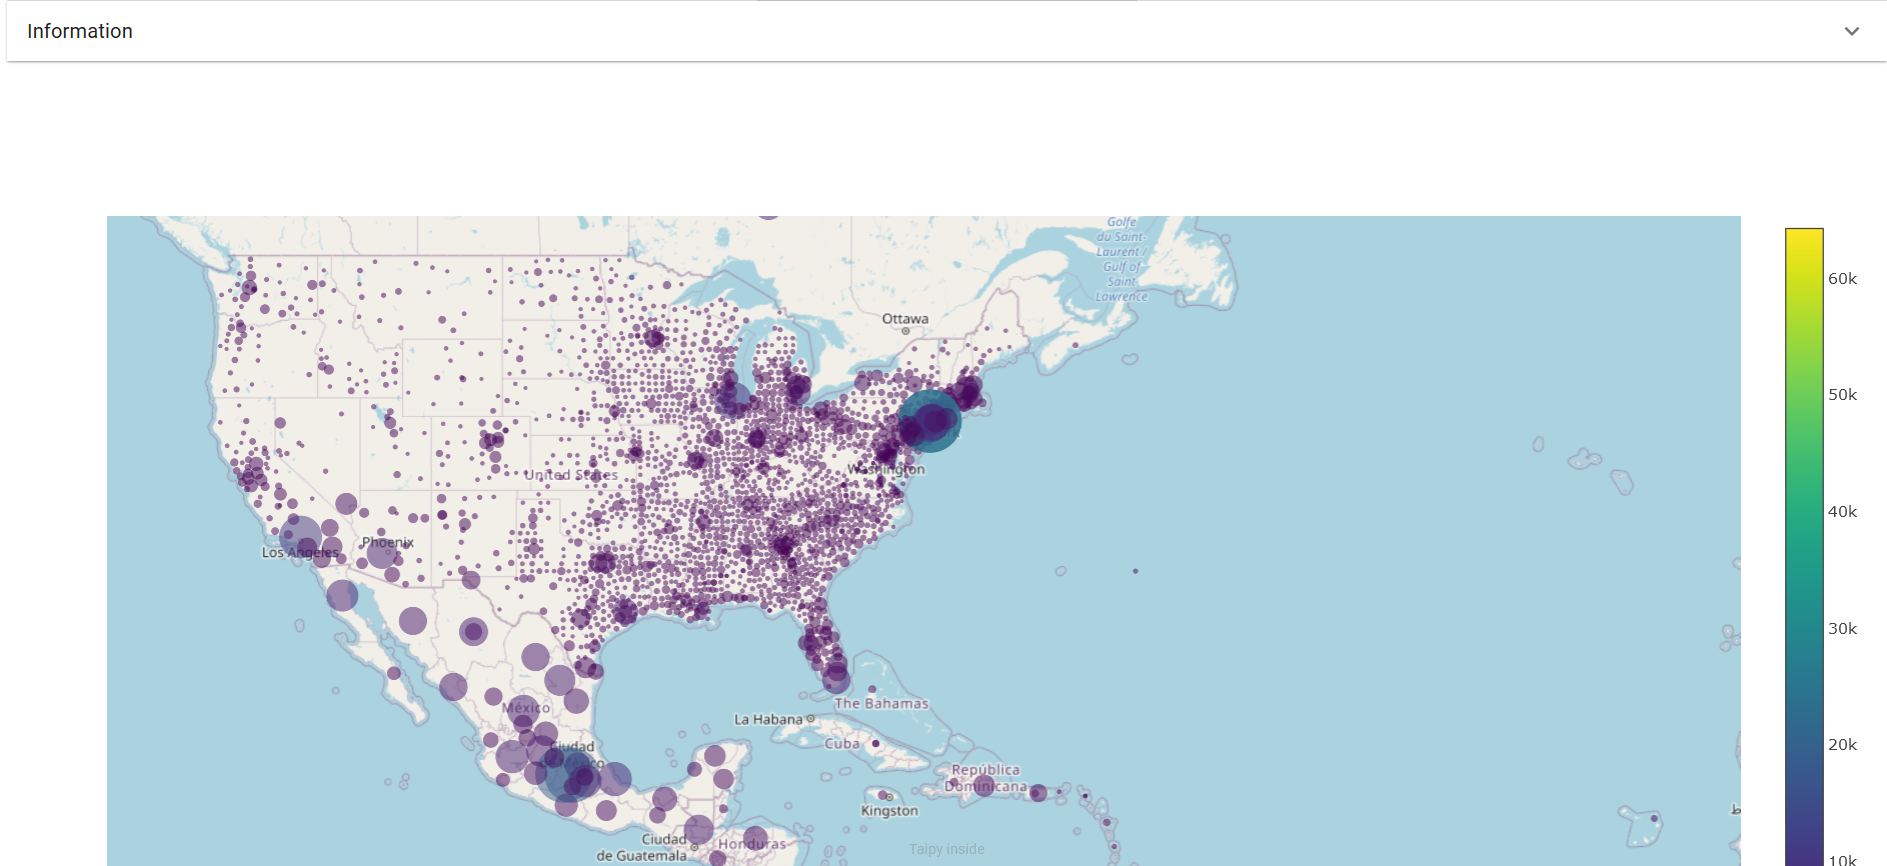 Information
Golfe
du Saint-
Laurent /
Gulf of
Saint
Lawrence
Ottawa
Washington
United States
Phoenix
Los Angeles
México
Ciudad
La Habana
The Bahamas
Cuba
República
Dominicana
Kingston
Ciudad
de Guatemala
Honduras
Taipy inside
60k
50k
40k
30k
20k
10k